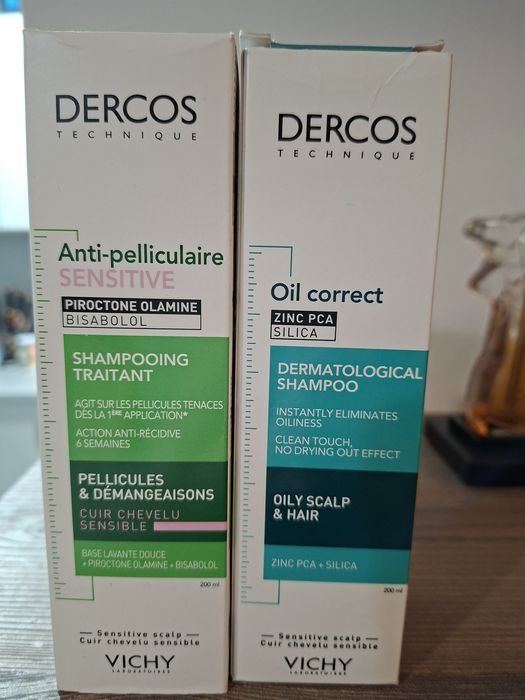 DERCOS
TECHNIQUE
Anti-pelliculaire
SENSITIVE
PIROCTONE OLAMINE
BISABOLOL
SHAMPOOING
TRAITANT
AGIT SUR LES PELLICULES TENACES
DÈS LA 1ÈRE APPLICATION*
ACTION ANTI-RÉCIDIVE
6 SEMAINES
PELLICULES
& DÉMANGEAISONS
CUIR CHEVELU
SENSIBLE
BASE LAVANTE DOUCE
+ PIROCTONE OLAMINE + BISABOLOL
200 ml
Sensitive scalp
Cuir chevelu sensible
VICHY
LABORATOIRES
DERCOS
TECHNIQUE
Oil correct
ZINC PCA
SILICA
DERMATOLOGICAL
SHAMPOO
INSTANTLY ELIMINATES
OILINESS
CLEAN TOUCH,
NO DRYING OUT EFFECT
OILY SCALP
& HAIR
ZINC PCA + SILICA
200 ml
Sensitive scalp
Cuir chevelu sensible
VICHY
LABORATOIRES